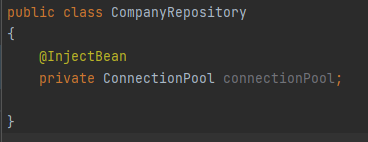 public class CompanyRepository
{
@InjectBean
private ConnectionPool connectionPool;
}